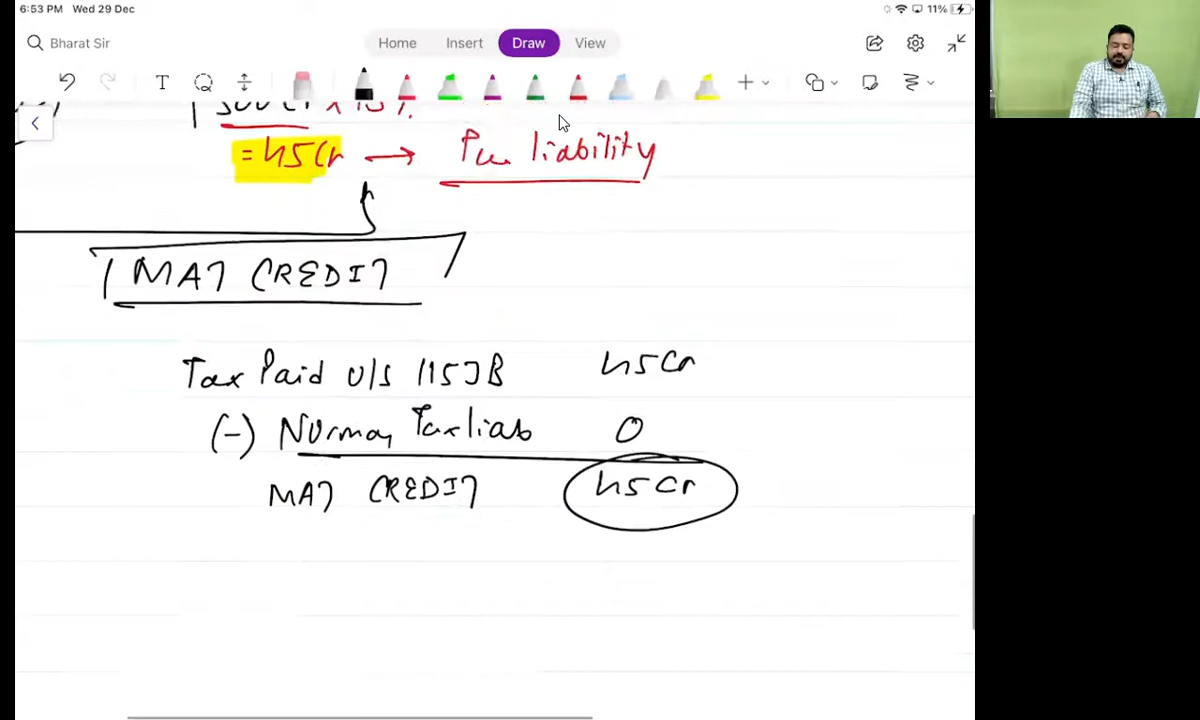 6:53 PM Wed 29 Dec
11%
Bharat Sir
Home Insert Draw View
= 45Cr → liability
MAT CREDIT
Tax Paid u/s 115JB 45Cr
(-) Normal Tax liab 0
MAT CREDIT 45Cr